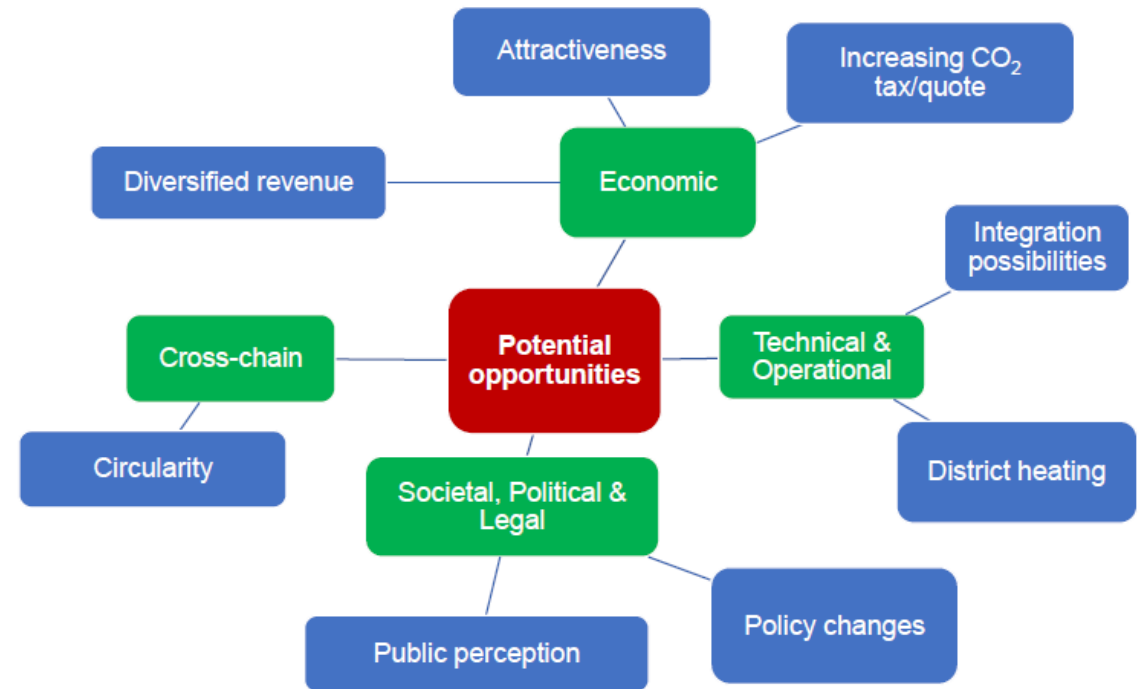 Attractiveness
Increasing CO₂
tax/quote
Diversified revenue
Economic
Integration
possibilities
Cross-chain
Potential
opportunities
Technical &
Operational
Circularity
Societal, Political &
Legal
District heating
Public perception
Policy changes